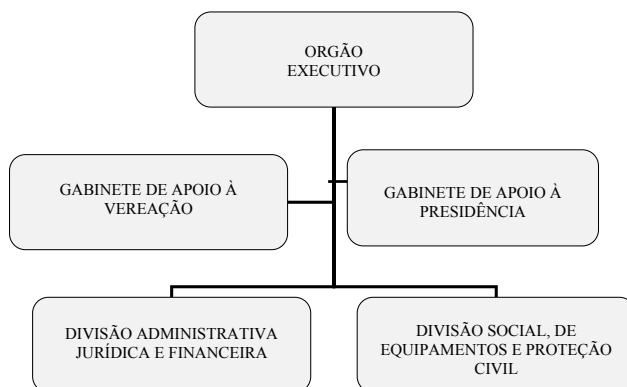 ORGÃO
EXECUTIVO
GABINETE DE APOIO À
VEREAÇÃO
GABINETE DE APOIO À
PRESIDÊNCIA
DIVISÃO ADMINISTRATIVA
JURÍDICA E FINANCEIRA
DIVISÃO SOCIAL, DE
EQUIPAMENTOS E PROTEÇÃO
CIVIL